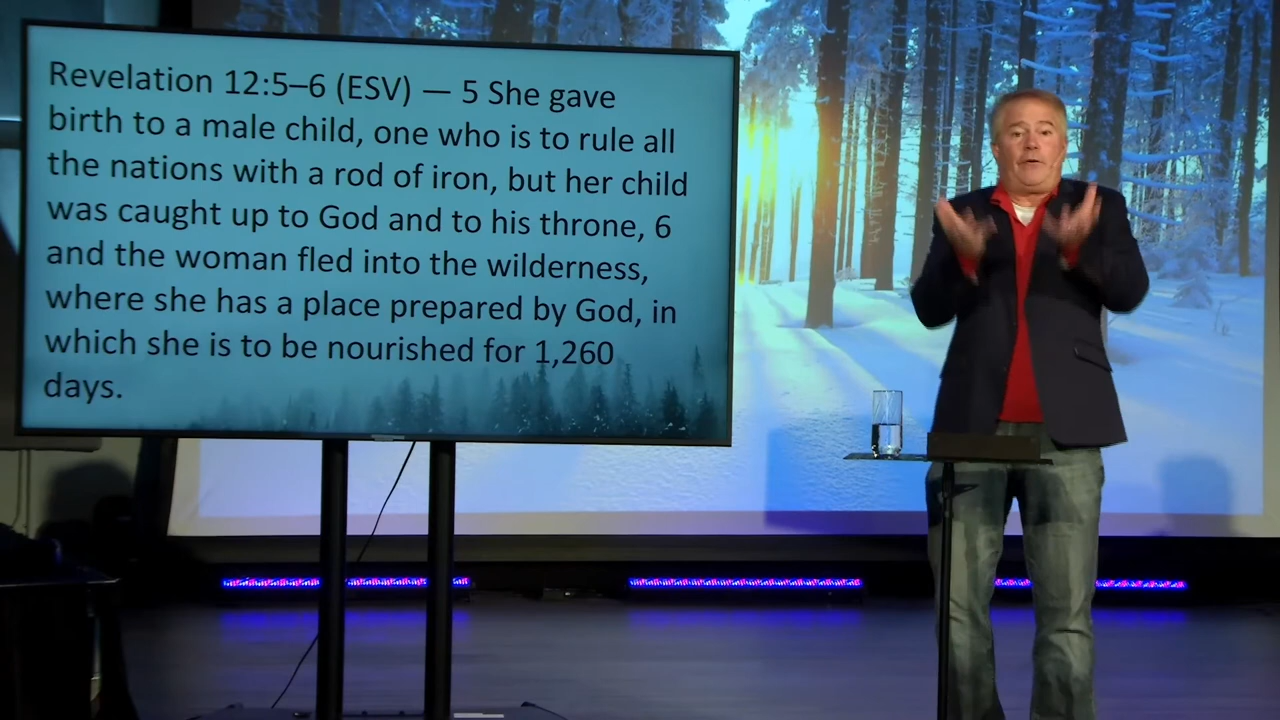 Revelation 12:5–6 (ESV) — 5 She gave
birth to a male child, one who is to rule all
the nations with a rod of iron, but her child
was caught up to God and to his throne, 6
and the woman fled into the wilderness,
where she has a place prepared by God, in
which she is to be nourished for 1,260
days.